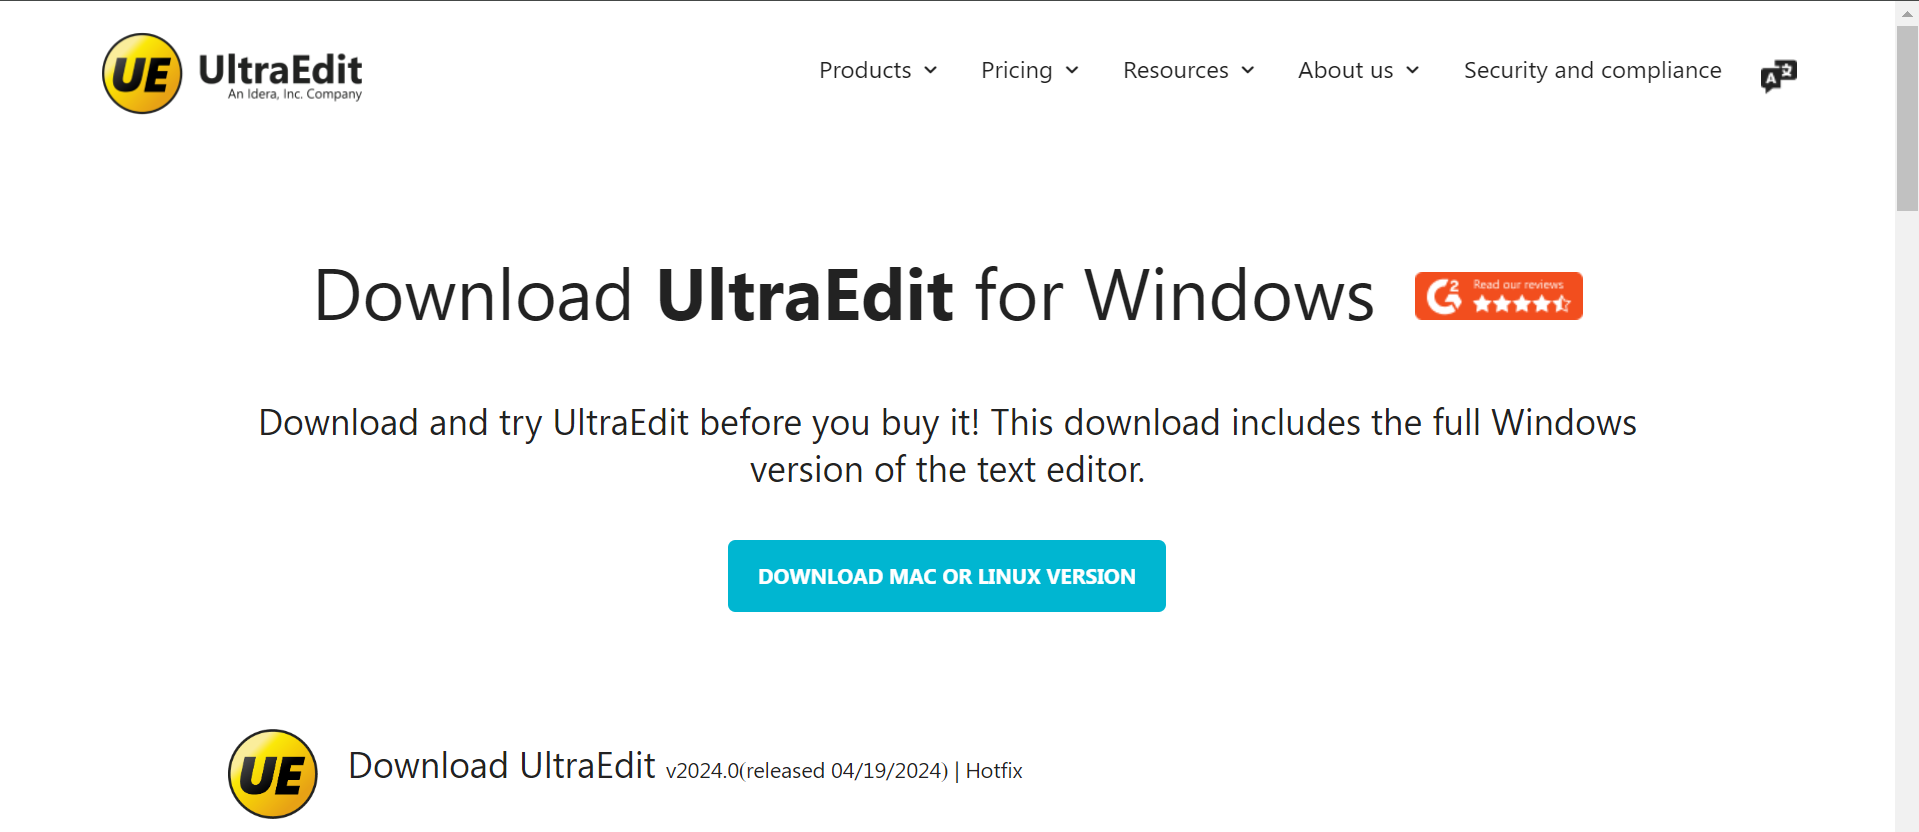 UE UltraEdit
An Idera, Inc. Company
Products Pricing Resources About us Security and compliance
A 文
Download UltraEdit for Windows
G2 Read our reviews
Download and try UltraEdit before you buy it! This download includes the full Windows
version of the text editor.
DOWNLOAD MAC OR LINUX VERSION
UE Download UltraEdit v2024.0(released 04/19/2024) | Hotfix